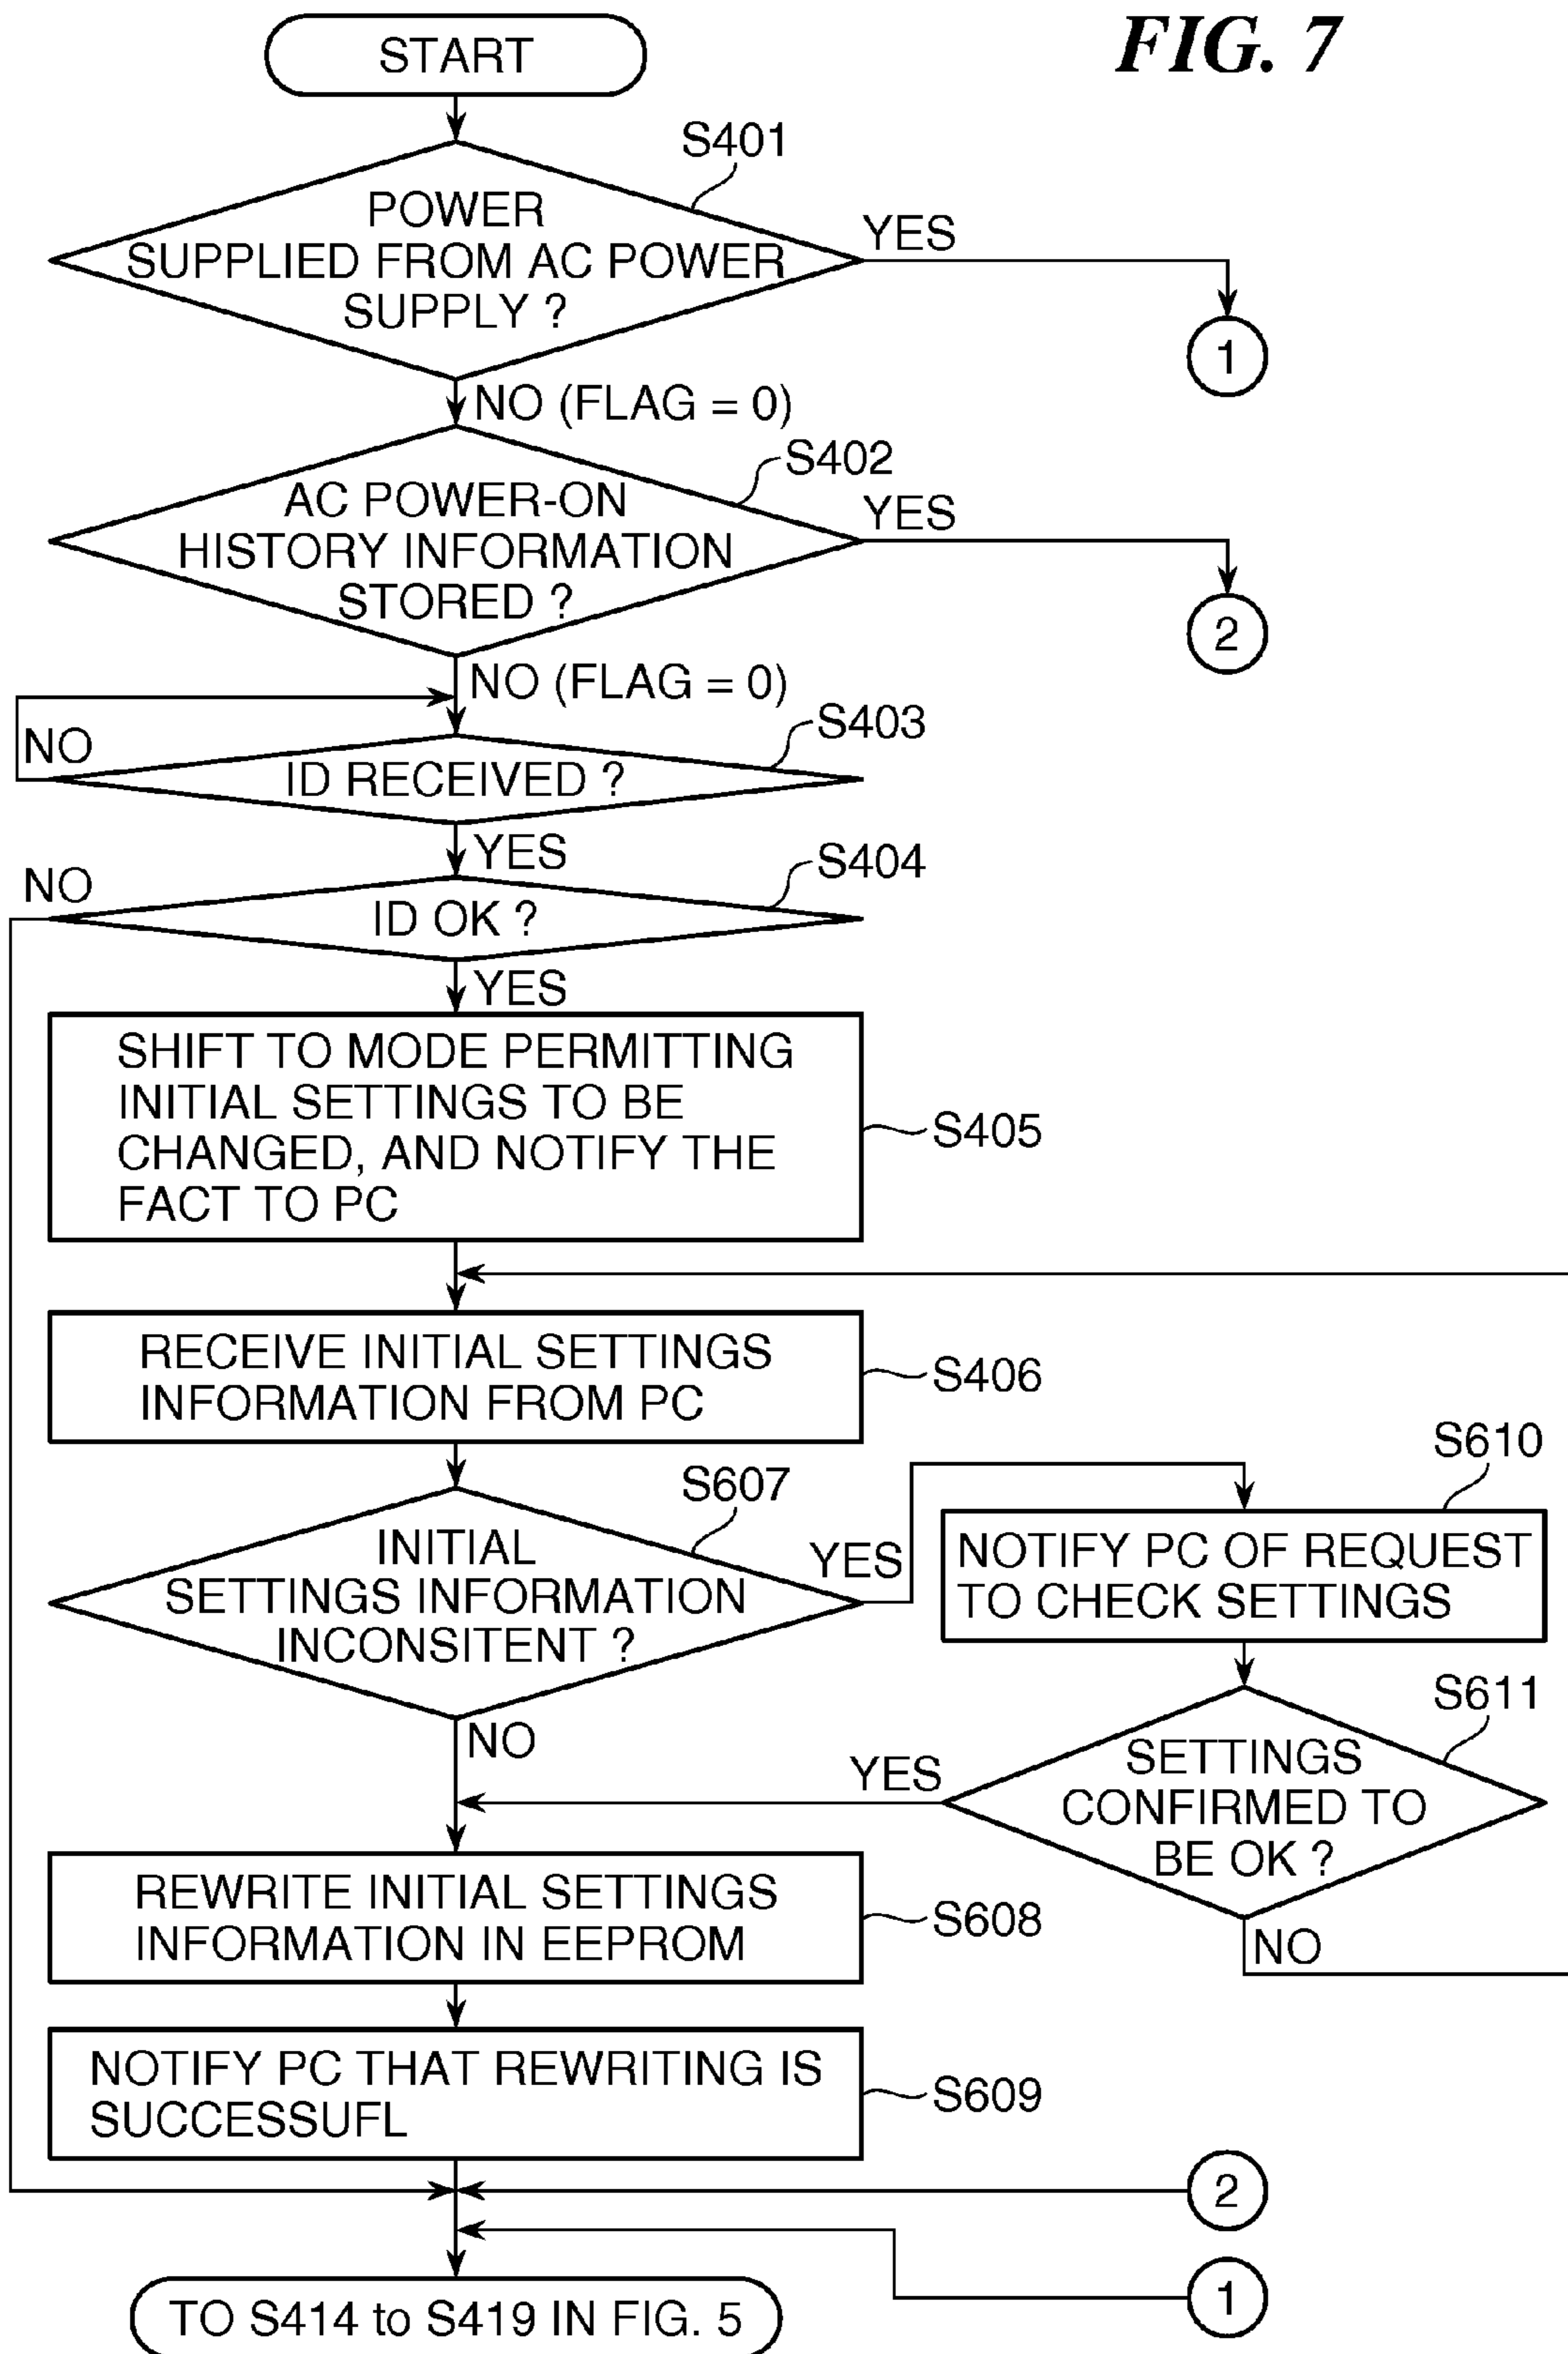 FIG. 7
START
S401
POWER
SUPPLIED FROM AC POWER
SUPPLY ?
YES
1
NO (FLAG = 0)
S402
AC POWER-ON
HISTORY INFORMATION
STORED ?
YES
2
NO (FLAG = 0)
S403
NO
ID RECEIVED ?
YES
S404
NO
ID OK ?
YES
SHIFT TO MODE PERMITTING
INITIAL SETTINGS TO BE
CHANGED, AND NOTIFY THE
FACT TO PC
S405
RECEIVE INITIAL SETTINGS
INFORMATION FROM PC
S406
S607
INITIAL
SETTINGS INFORMATION
INCONSITENT ?
YES
S610
NOTIFY PC OF REQUEST
TO CHECK SETTINGS
NO
S611
SETTINGS
CONFIRMED TO
BE OK ?
YES
NO
REWRITE INITIAL SETTINGS
INFORMATION IN EEPROM
S608
NOTIFY PC THAT REWRITING IS
SUCCESSUFL
S609
2
1
TO S414 to S419 IN FIG. 5